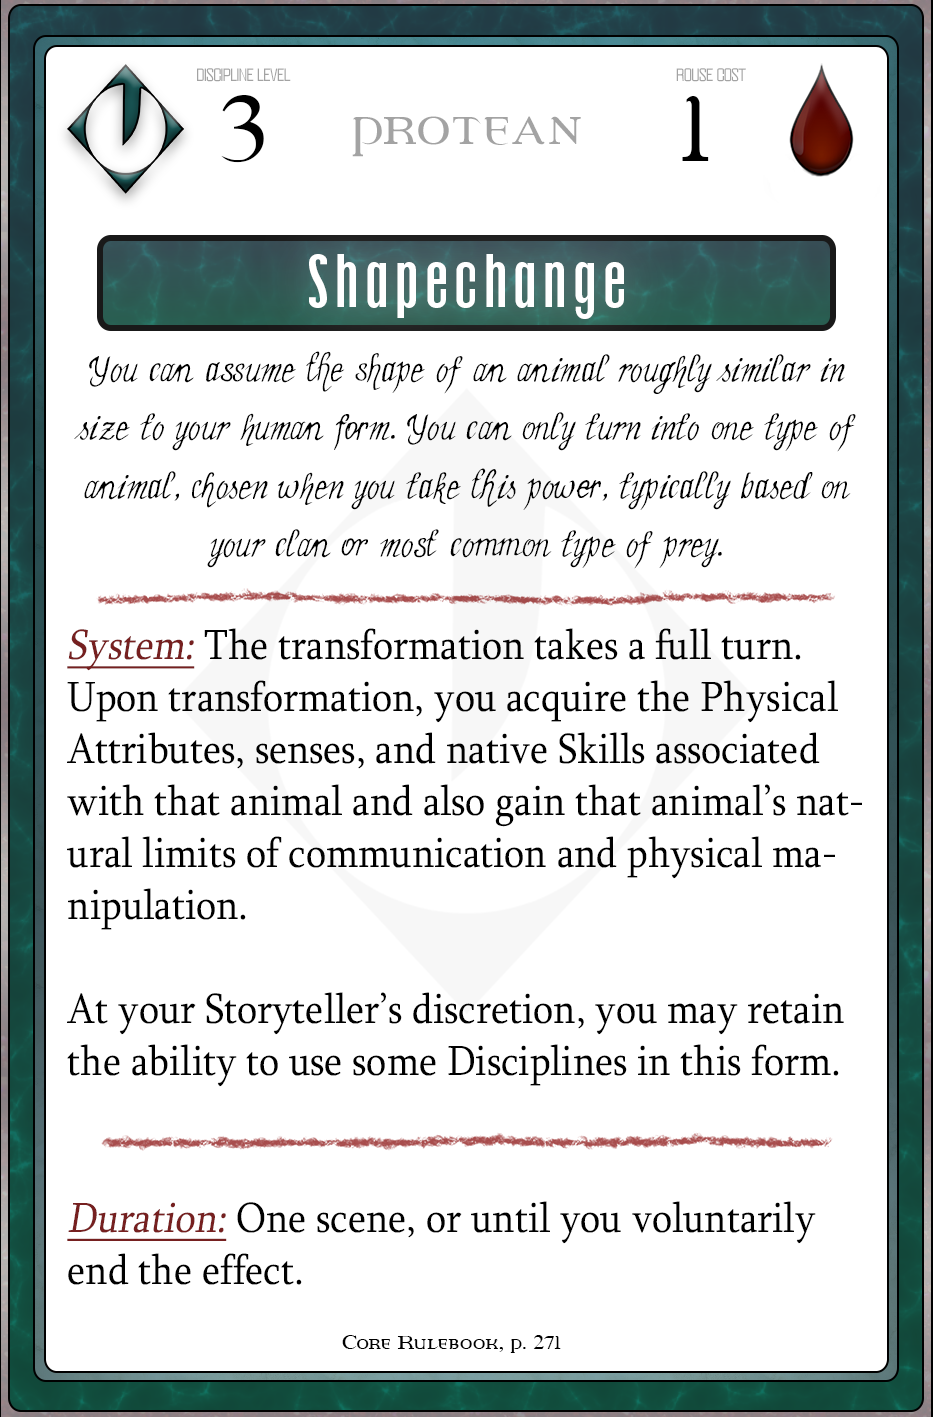 DISCIPLINE LEVEL
3
PROTEAN
ROUSE COST
1
Shapechange
You can assume the shape of an animal roughly similar in
size to your human form. You can only turn into one type of
animal, chosen when you take this power, typically based on
your clan or most common type of prey.
System: The transformation takes a full turn.
Upon transformation, you acquire the Physical
Attributes, senses, and native Skills associated
with that animal and also gain that animal’s nat-
ural limits of communication and physical ma-
nipulation.
At your Storyteller’s discretion, you may retain
the ability to use some Disciplines in this form.
Duration: One scene, or until you voluntarily
end the effect.
Core Rulebook, p. 271